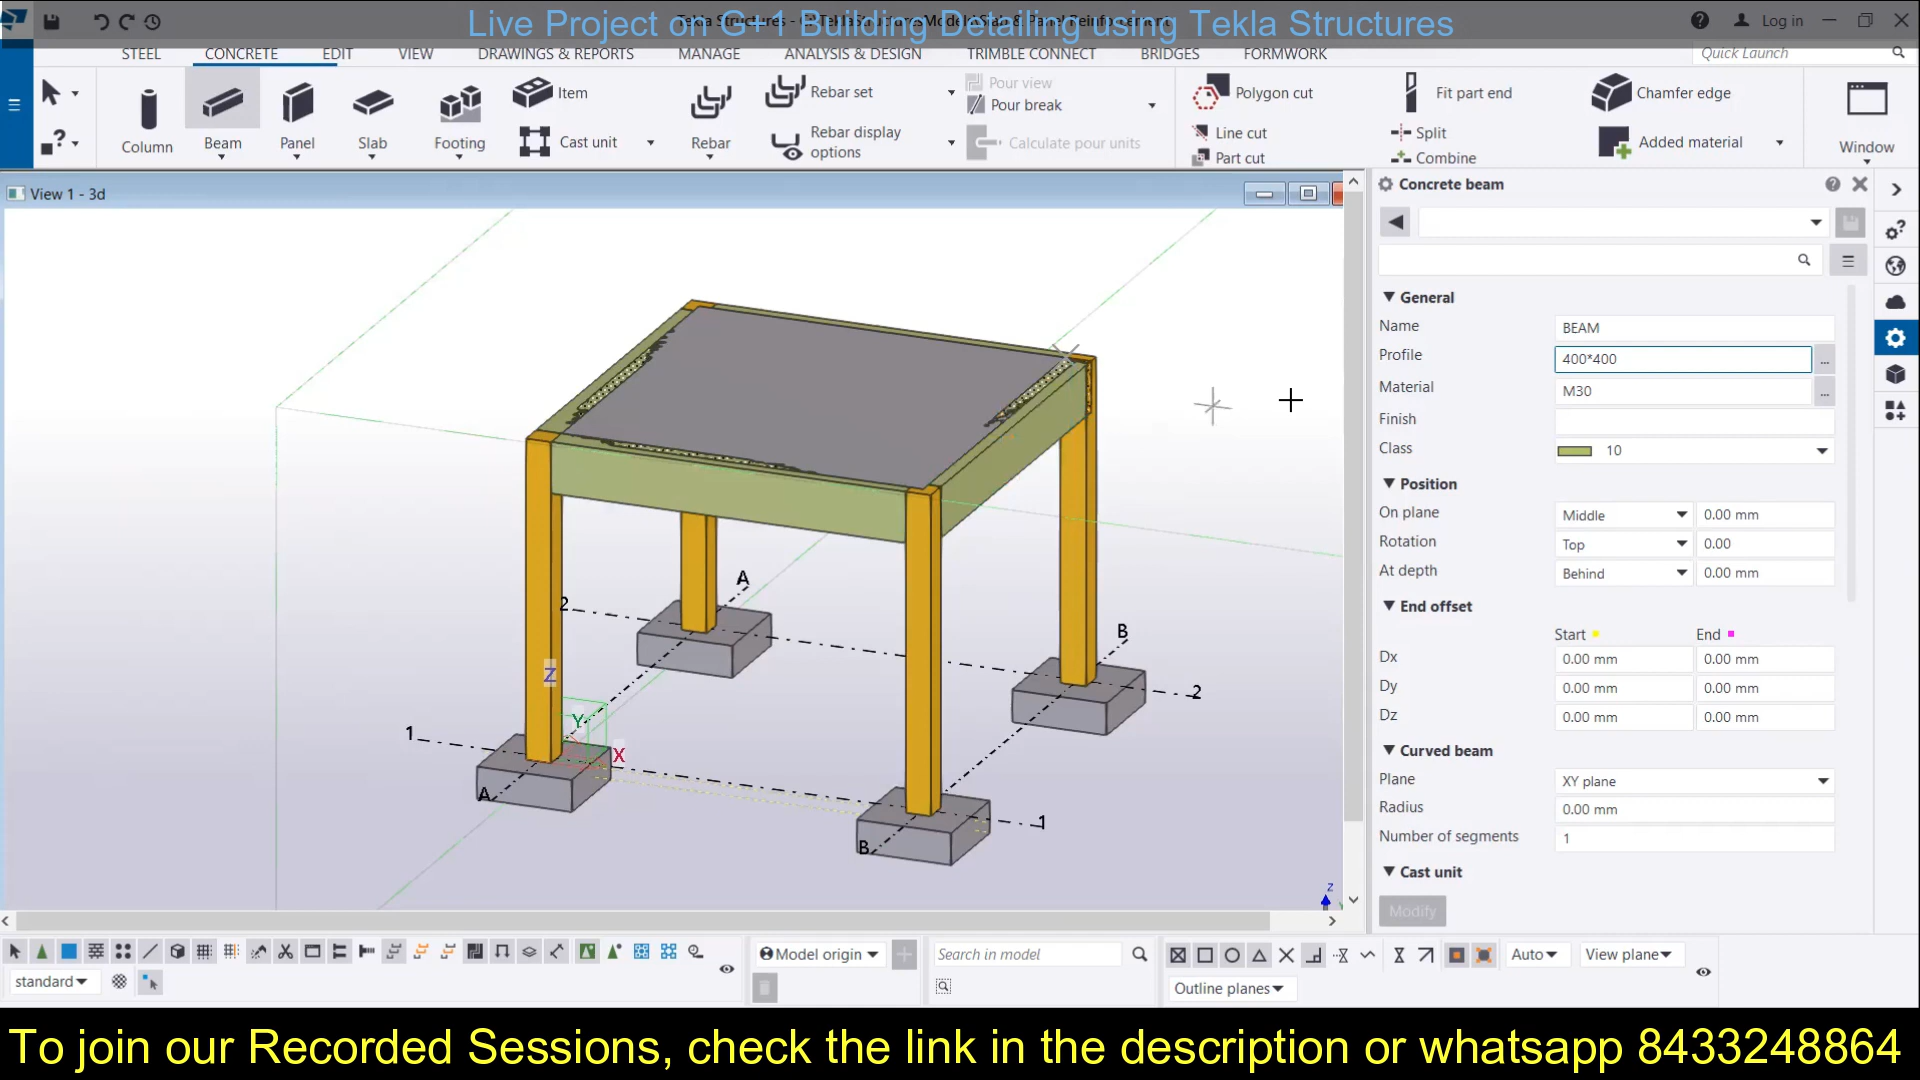 Live Project on G+1 Building Detailing using Tekla Structures
Tekla Structures -
Log in
STEEL CONCRETE EDIT VIEW DRAWINGS & REPORTS MANAGE ANALYSIS & DESIGN TRIMBLE CONNECT BRIDGES FORMWORK
Quick Launch
Column
Beam
Panel
Slab
Footing
Item
Cast unit
Rebar
Rebar set
Rebar display
options
Pour view
Pour break
Calculate pour units
Polygon cut
Line cut
Part cut
Fit part end
Split
Combine
Chamfer edge
Added material
Window
View 1 - 3d
Concrete beam
General
Name BEAM
Profile 400*400 ...
Material M30 ...
Finish
Class 10
Position
On plane Middle 0.00 mm
Rotation Top 0.00
At depth Behind 0.00 mm
End offset
Start End
Dx 0.00 mm 0.00 mm
Dy 0.00 mm 0.00 mm
Dz 0.00 mm 0.00 mm
Curved beam
Plane XY plane
Radius 0.00 mm
Number of segments 1
Cast unit
Modify
A
2
B
Z
2
Y
1
X
A
1
B
z
Model origin
Search in model
Auto
View plane
standard
Outline planes
To join our Recorded Sessions, check the link in the description or whatsapp 8433248864